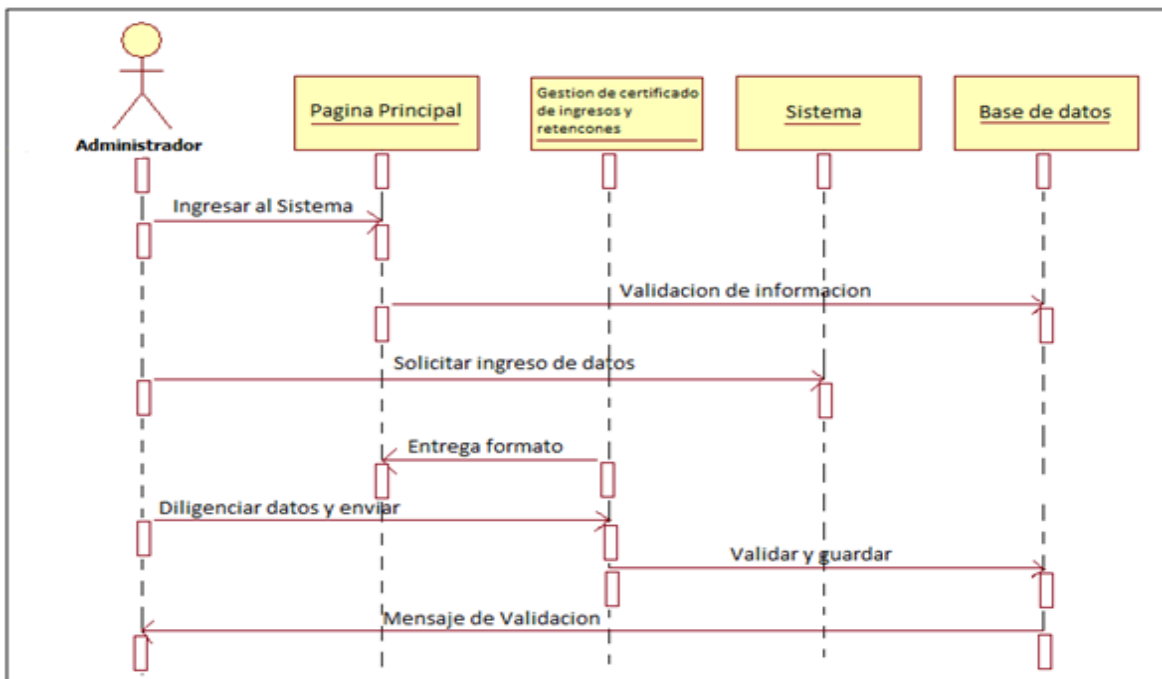 Administrador
Pagina Principal
Gestion de certificado
de ingresos y
retencones
Sistema
Base de datos
Ingresar al Sistema
Validacion de informacion
Solicitar ingreso de datos
Entrega formato
Diligenciar datos y enviar
Validar y guardar
Mensaje de Validacion